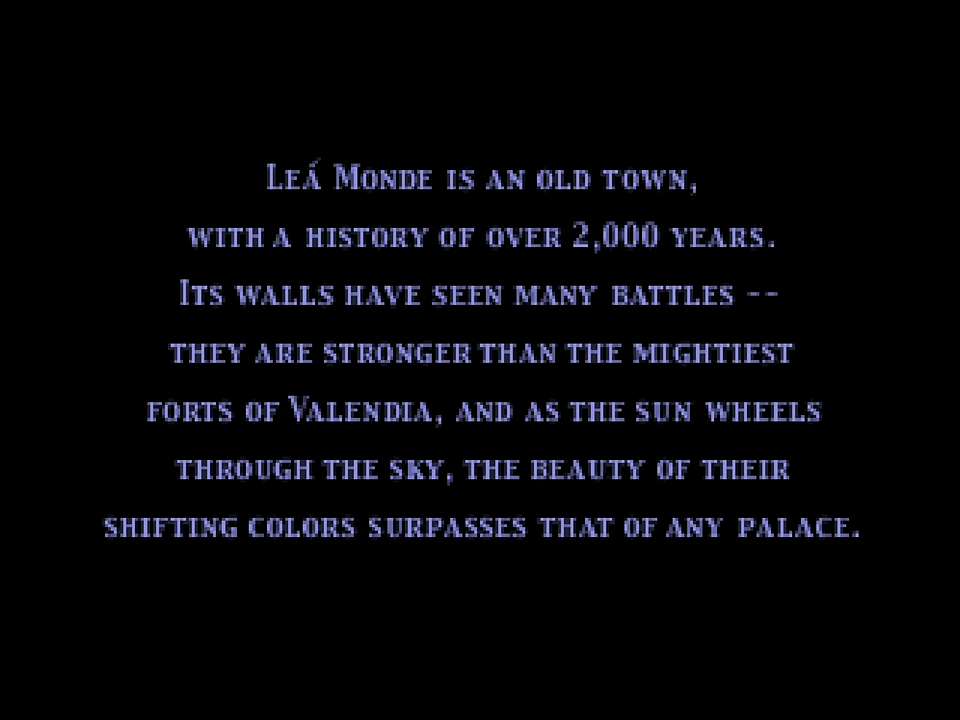 Leá Monde is an old town,
with a history of over 2,000 years.
Its walls have seen many battles --
they are stronger than the mightiest
forts of Valendia, and as the sun wheels
through the sky, the beauty of their
shifting colors surpasses that of any palace.